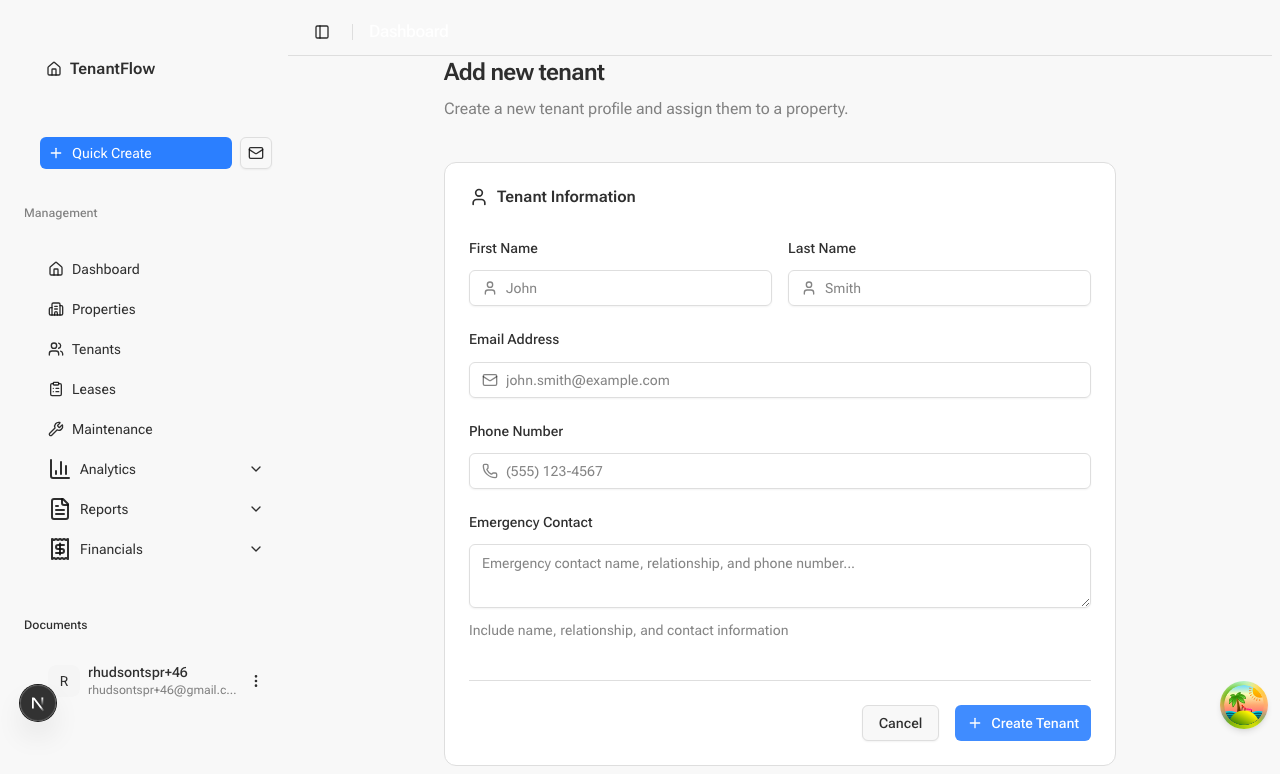 TenantFlow
Quick Create
Management
Dashboard
Properties
Tenants
Leases
Maintenance
Analytics
Reports
Financials
Documents
R
rhudsontspr+46
rhudsontspr+46@gmail.c...
N
Dashboard
Add new tenant
Create a new tenant profile and assign them to a property.
Tenant Information
First Name
Last Name
John
Smith
Email Address
john.smith@example.com
Phone Number
(555) 123-4567
Emergency Contact
Emergency contact name, relationship, and phone number...
Include name, relationship, and contact information
Cancel
Create Tenant